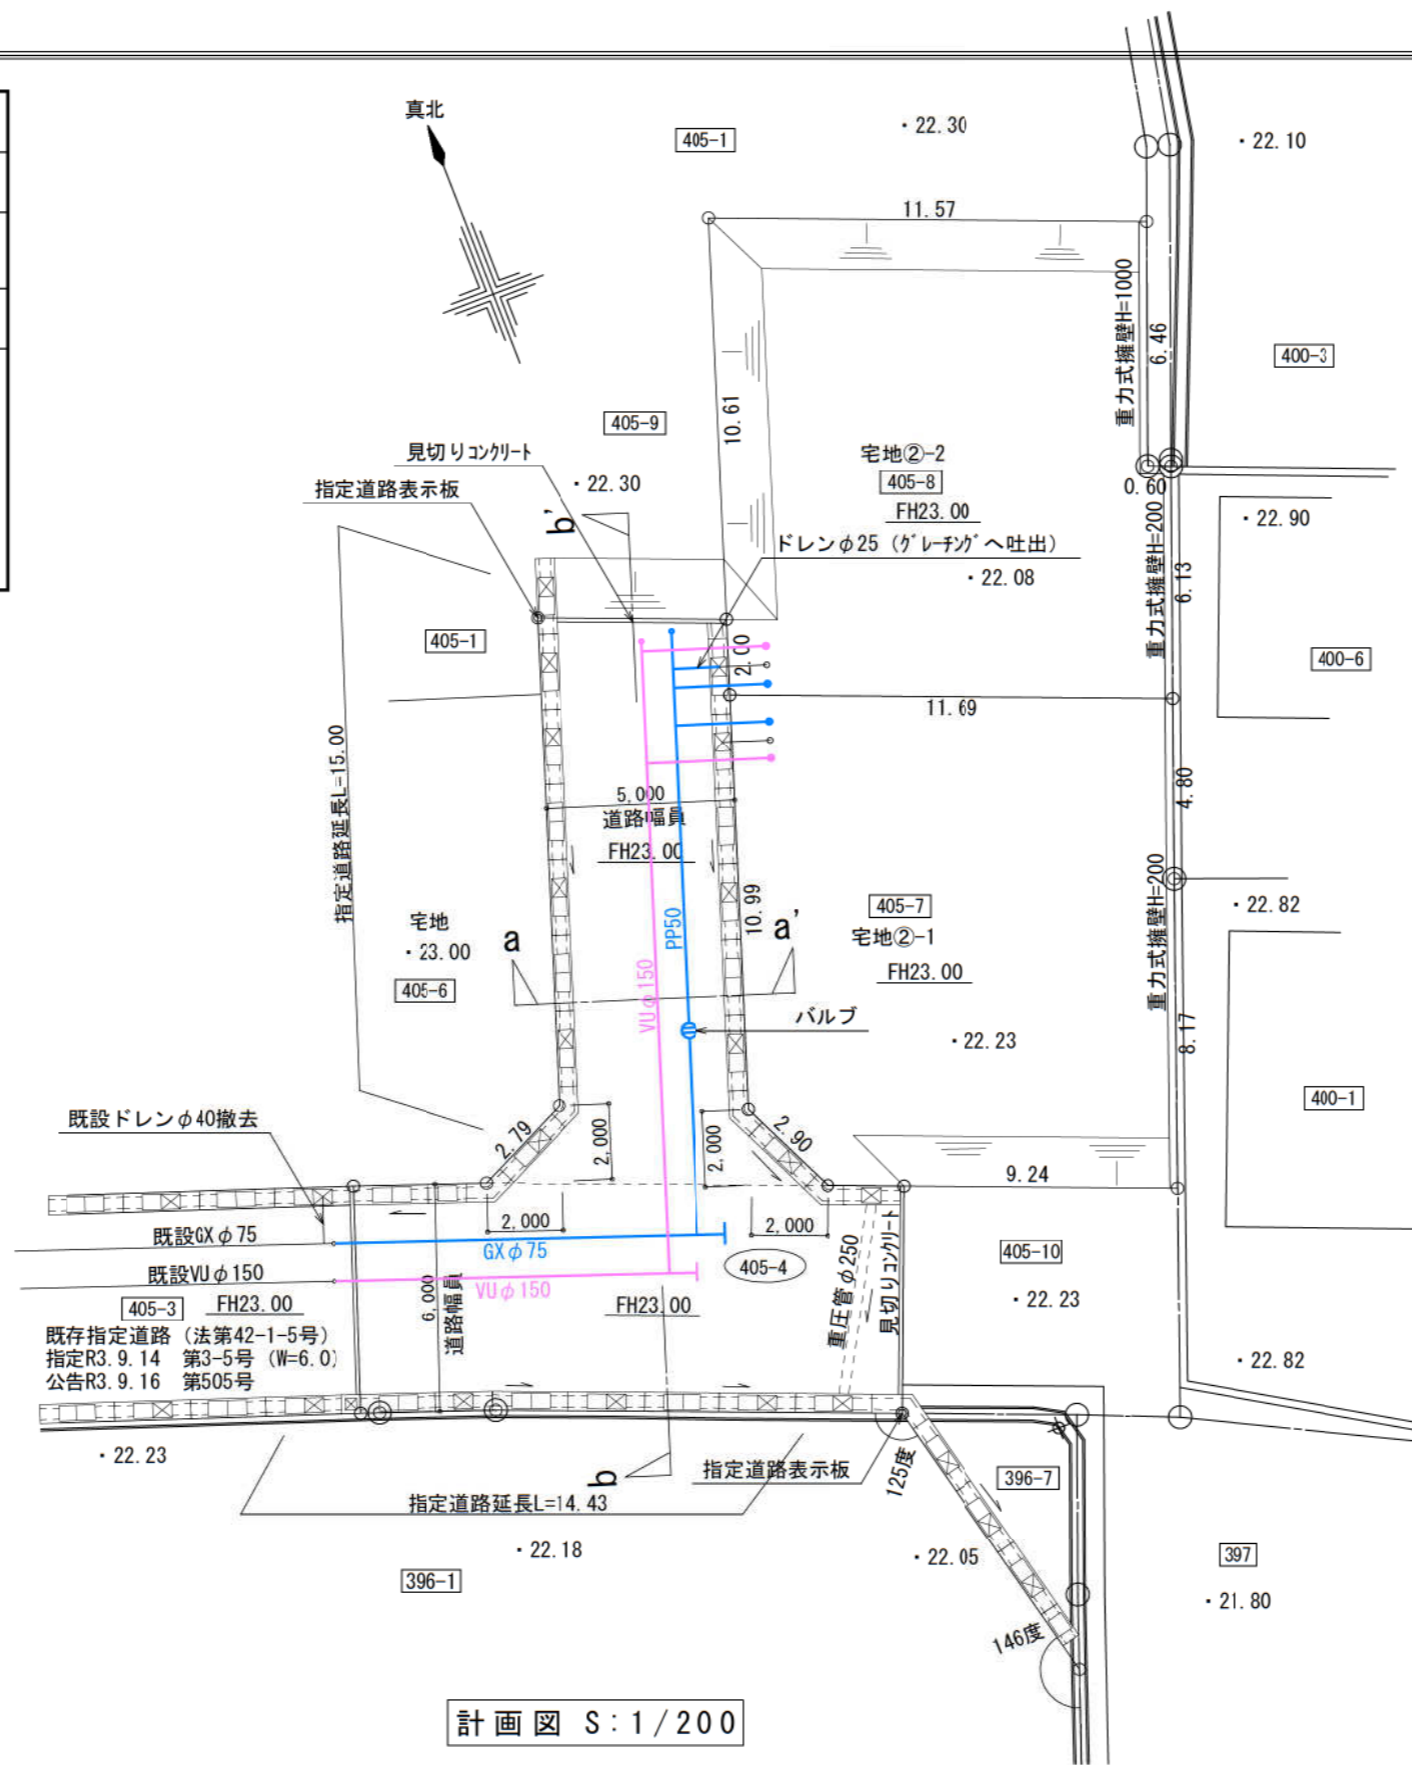 真北
405-1
・22.30
・22.10
11.57
重力式擁壁H=1000
6.46
400-3
10.61
405-9
見切りコンクリート
指定道路表示板
・22.30
b'
宅地②-2
405-8
FH23.00
ドレンφ25 (グレーチングへ吐出)
・22.08
0.60
・22.90
重力式擁壁H=200
6.13
405-1
2.00
400-6
11.69
指定道路延長L=15.00
5,000
道路幅員
FH23.00
4.80
10.99
PP50
VUφ150
宅地
・23.00
405-6
a
a'
405-7
宅地②-1
FH23.00
重力式擁壁H=200
・22.82
バルブ
・22.23
8.17
400-1
既設ドレンφ40撤去
2.79
2,000
2,000
2.90
9.24
2,000
2,000
既設GXφ75
GXφ75
405-4
405-10
既設VUφ150
VUφ150
405-3
FH23.00
6,000
道路幅員
FH23.00
重圧管φ250
見切りコンクリート
・22.23
既存指定道路 (法第42-1-5号)
指定R3.9.14 第3-5号 (W=6.0)
公告R3.9.16 第505号
・22.82
・22.23
b
指定道路表示板
125度
396-7
指定道路延長L=14.43
・22.18
・22.05
397
396-1
・21.80
146度
計画図 S:1/200